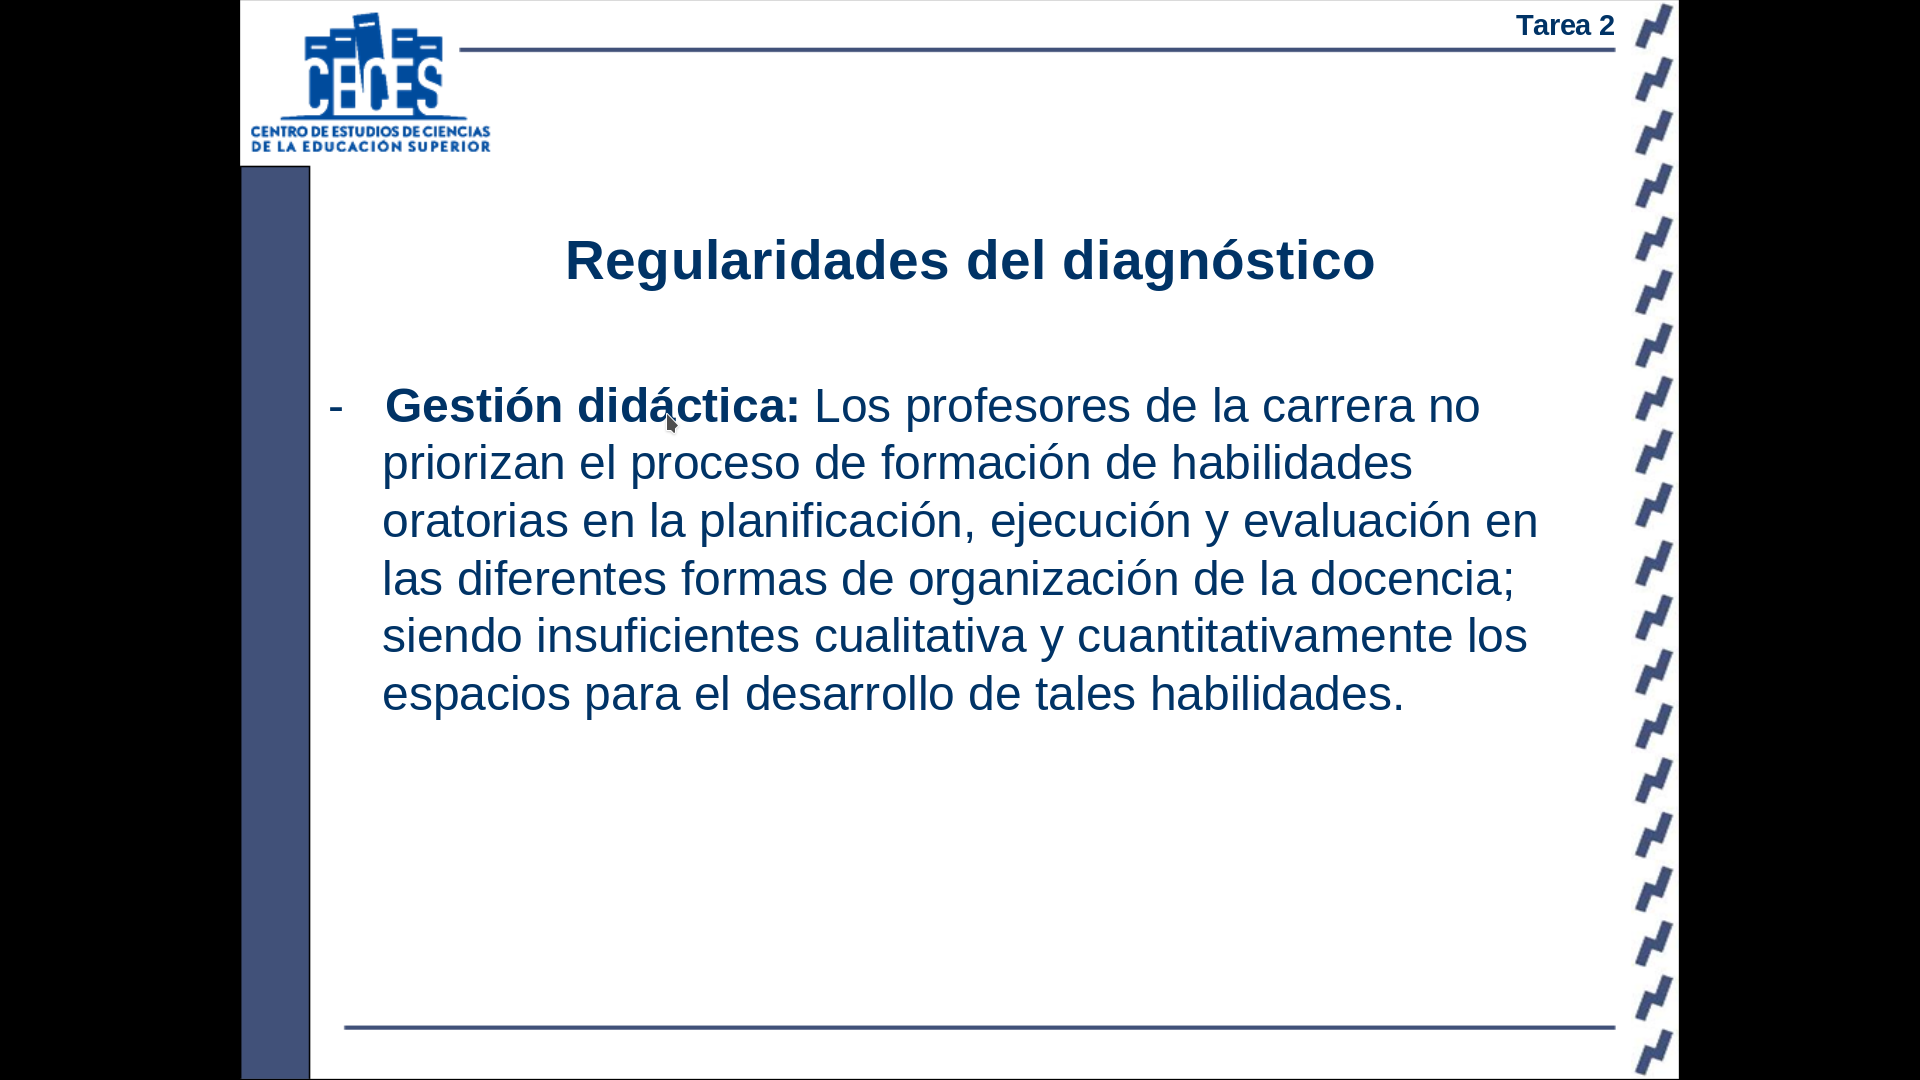 Tarea 2
CECES
CENTRO DE ESTUDIOS DE CIENCIAS
DE LA EDUCACIÓN SUPERIOR
Regularidades del diagnóstico
- Gestión didáctica: Los profesores de la carrera no
priorizan el proceso de formación de habilidades
oratorias en la planificación, ejecución y evaluación en
las diferentes formas de organización de la docencia;
siendo insuficientes cualitativa y cuantitativamente los
espacios para el desarrollo de tales habilidades.